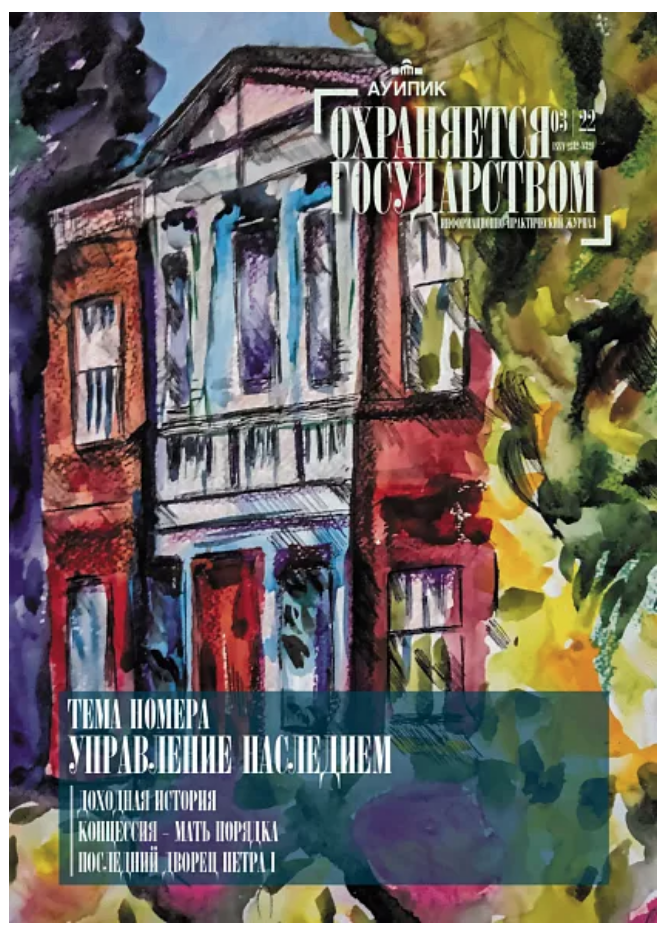 АУИПИК
ОХРАНЯЕТСЯ 03 | 22
ГОСУДАРСТВОМ
ИНФОРМАЦИОННО-ПРАКТИЧЕСКИЙ ЖУРНАЛ
ТЕМА НОМЕРА
УПРАВЛЕНИЕ НАСЛЕДИЕМ
ДОХОДНАЯ ИСТОРИЯ
КОНЦЕССИЯ – МАТЬ ПОРЯДКА
ПОСЛЕДНИЙ ДВОРЕЦ ПЕТРА I